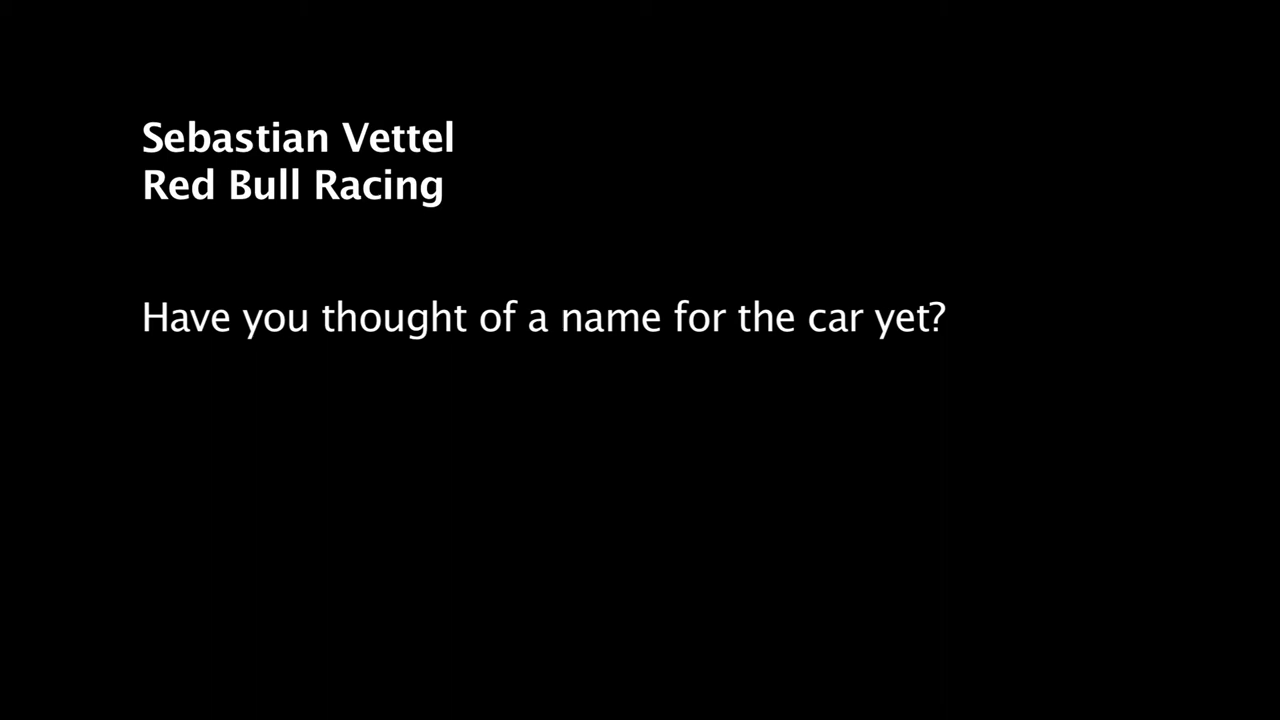 Sebastian Vettel
Red Bull Racing
Have you thought of a name for the car yet?